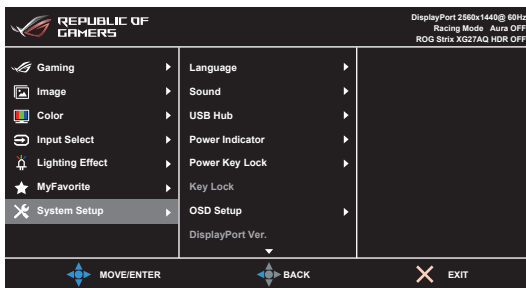 REPUBLIC OF
GAMERS
DisplayPort 2560x1440@ 60Hz
Racing Mode Aura OFF
ROG Strix XG27AQ HDR OFF
Gaming
Image
Color
Input Select
Lighting Effect
MyFavorite
System Setup
Language
Sound
USB Hub
Power Indicator
Power Key Lock
Key Lock
OSD Setup
DisplayPort Ver.
MOVE/ENTER
BACK
EXIT